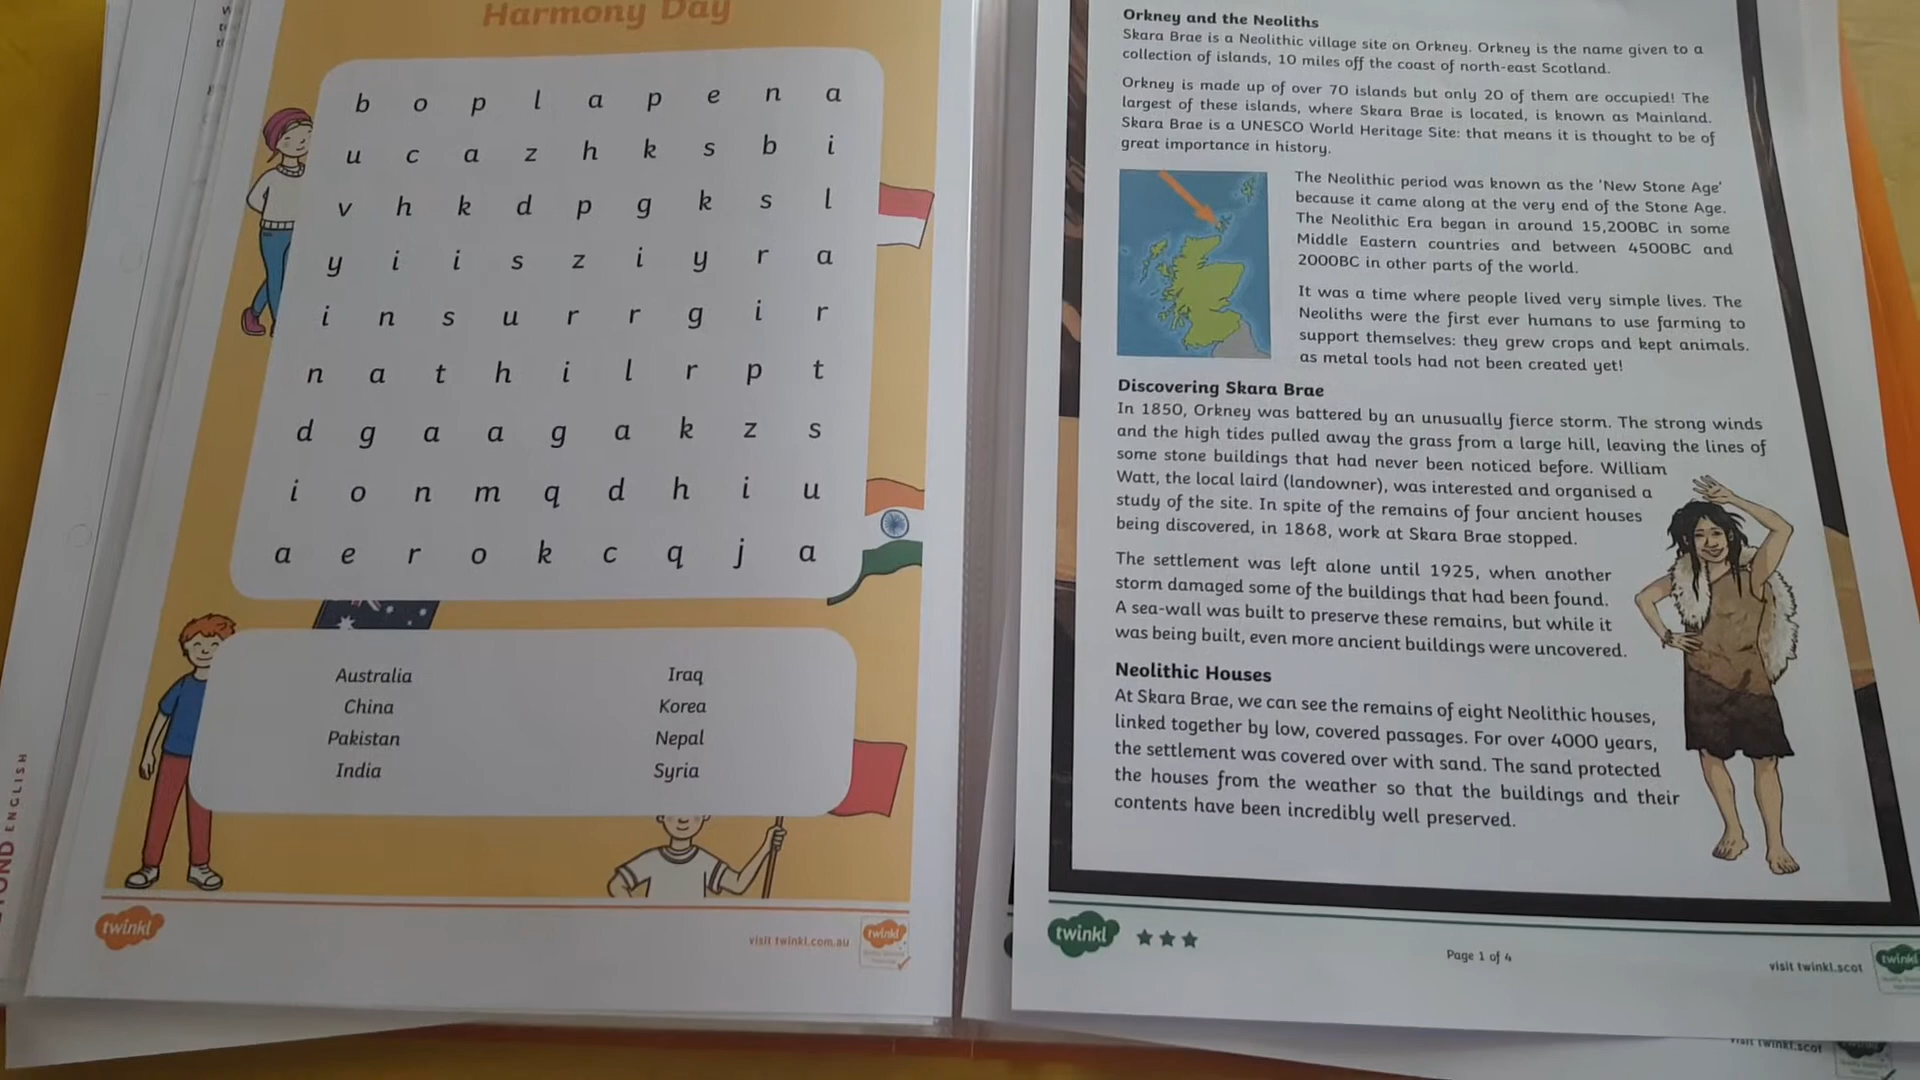 Harmony Day
b o p l a p e n a
u c a z h k s b i
v h k d p g k s l
y i i s z i y r a
i n s u r r g i r
n a t h i l r p t
d g a a g a k z s
i o n m q d h i u
a e r o k c q j a
Australia Iraq
China Korea
Pakistan Nepal
India Syria
twinkl
visit twinkl.com.au
twinkl
ENGLISH
Orkney and the Neoliths
Skara Brae is a Neolithic village site on Orkney. Orkney is the name given to a
collection of islands, 10 miles off the coast of north-east Scotland.
Orkney is made up of over 70 islands but only 20 of them are occupied! The
largest of these islands, where Skara Brae is located, is known as Mainland.
Skara Brae is a UNESCO World Heritage Site: that means it is thought to be of
great importance in history.
The Neolithic period was known as the 'New Stone Age'
because it came along at the very end of the Stone Age.
The Neolithic Era began in around 15,200BC in some
Middle Eastern countries and between 4500BC and
2000BC in other parts of the world.
It was a time where people lived very simple lives. The
Neoliths were the first ever humans to use farming to
support themselves: they grew crops and kept animals.
as metal tools had not been created yet!
Discovering Skara Brae
In 1850, Orkney was battered by an unusually fierce storm. The strong winds
and the high tides pulled away the grass from a large hill, leaving the lines of
some stone buildings that had never been noticed before. William
Watt, the local laird (landowner), was interested and organised a
study of the site. In spite of the remains of four ancient houses
being discovered, in 1868, work at Skara Brae stopped.
The settlement was left alone until 1925, when another
storm damaged some of the buildings that had been found.
A sea-wall was built to preserve these remains, but while it
was being built, even more ancient buildings were uncovered.
Neolithic Houses
At Skara Brae, we can see the remains of eight Neolithic houses,
linked together by low, covered passages. For over 4000 years,
the settlement was covered over with sand. The sand protected
the houses from the weather so that the buildings and their
contents have been incredibly well preserved.
twinkl
Page 1 of 4
visit twinkl.scot
twinkl
visit twinkl.scot